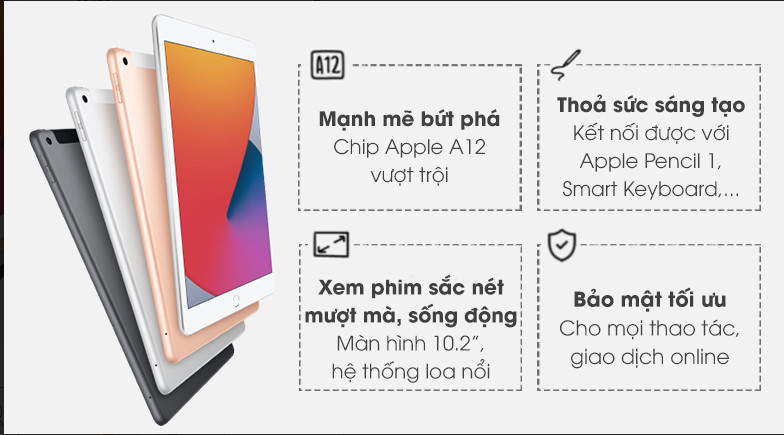 A12
Mạnh mẽ bứt phá
Chip Apple A12
vượt trội
Thoả sức sáng tạo
Kết nối được với
Apple Pencil 1,
Smart Keyboard,...
Xem phim sắc nét
mượt mà, sống động
Màn hình 10.2”,
hệ thống loa nổi
Bảo mật tối ưu
Cho mọi thao tác,
giao dịch online